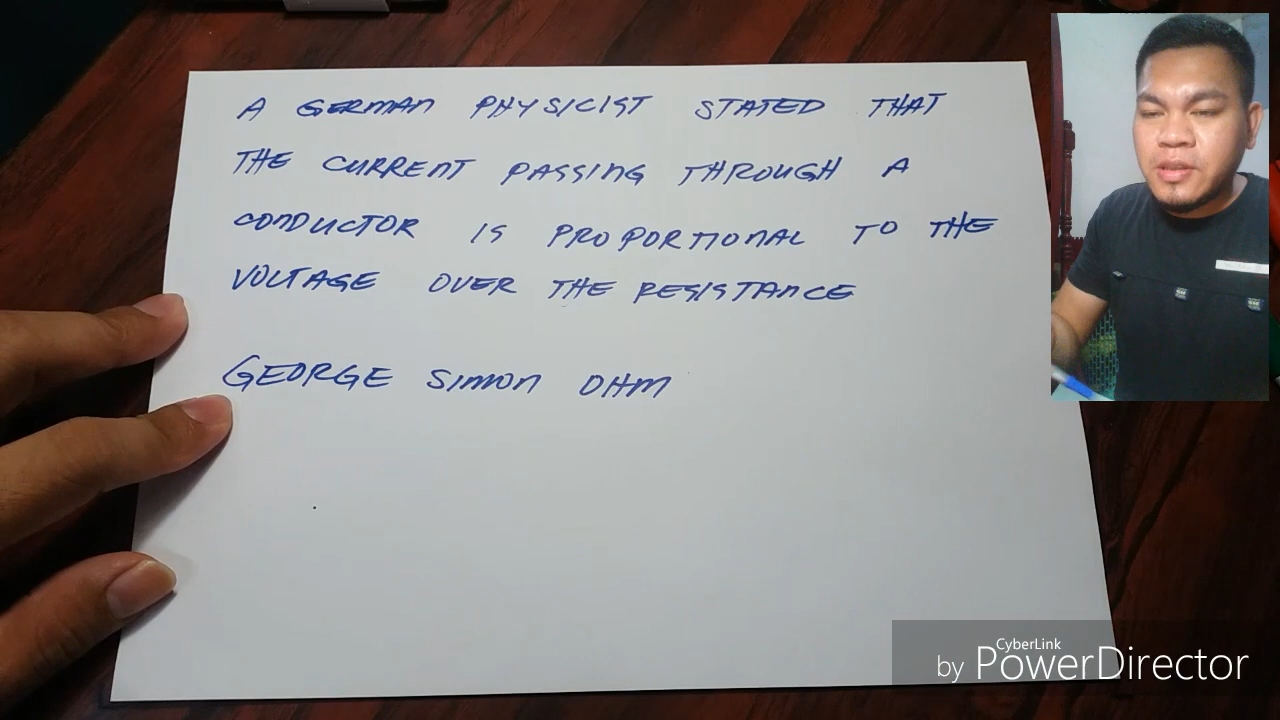 A GERMAN PHYSICIST STATED THAT
THE CURRENT PASSING THROUGH A
CONDUCTOR IS PROPORTIONAL TO THE
VOLTAGE OVER THE RESISTANCE
GEORGE SIMON OHM
by CyberLink PowerDirector